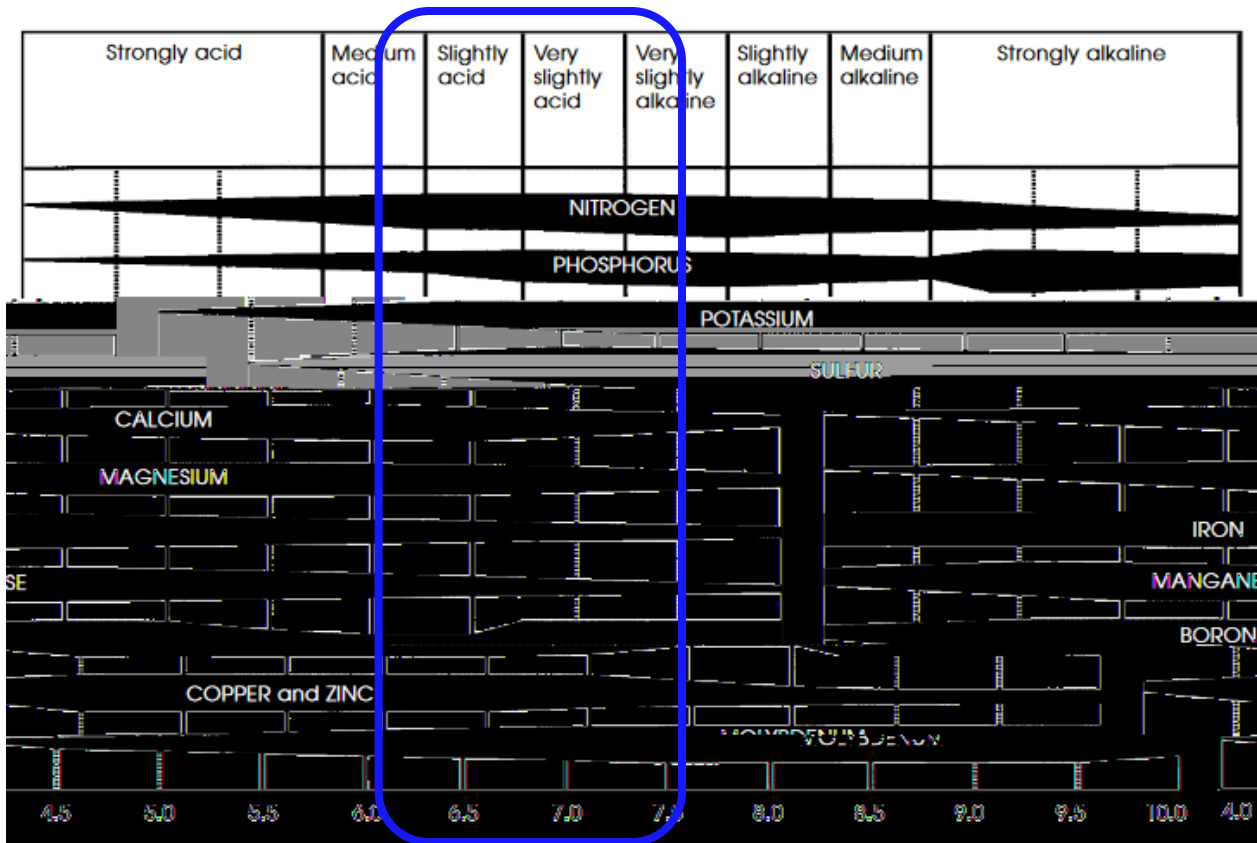 Strongly acid
Medium acid
Slightly acid
Very slightly acid
Very slightly alkaline
Slightly alkaline
Medium alkaline
Strongly alkaline
NITROGEN
PHOSPHORUS
POTASSIUM
SULFUR
CALCIUM
MAGNESIUM
IRON
SE
MANGANE
BORON
COPPER and ZINC
MOLYBDENUM
4.5 5.0 5.5 6.0 6.5 7.0 7.5 8.0 8.5 9.0 9.5 10.0 4.0